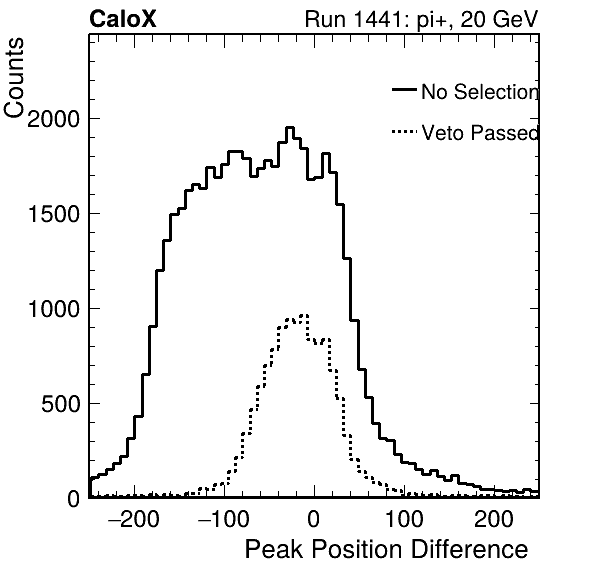 CaloX Run 1441: pi+, 20 GeV
Counts
No Selection
Veto Passed
2000
1500
1000
500
0
−200 −100 0 100 200
Peak Position Difference